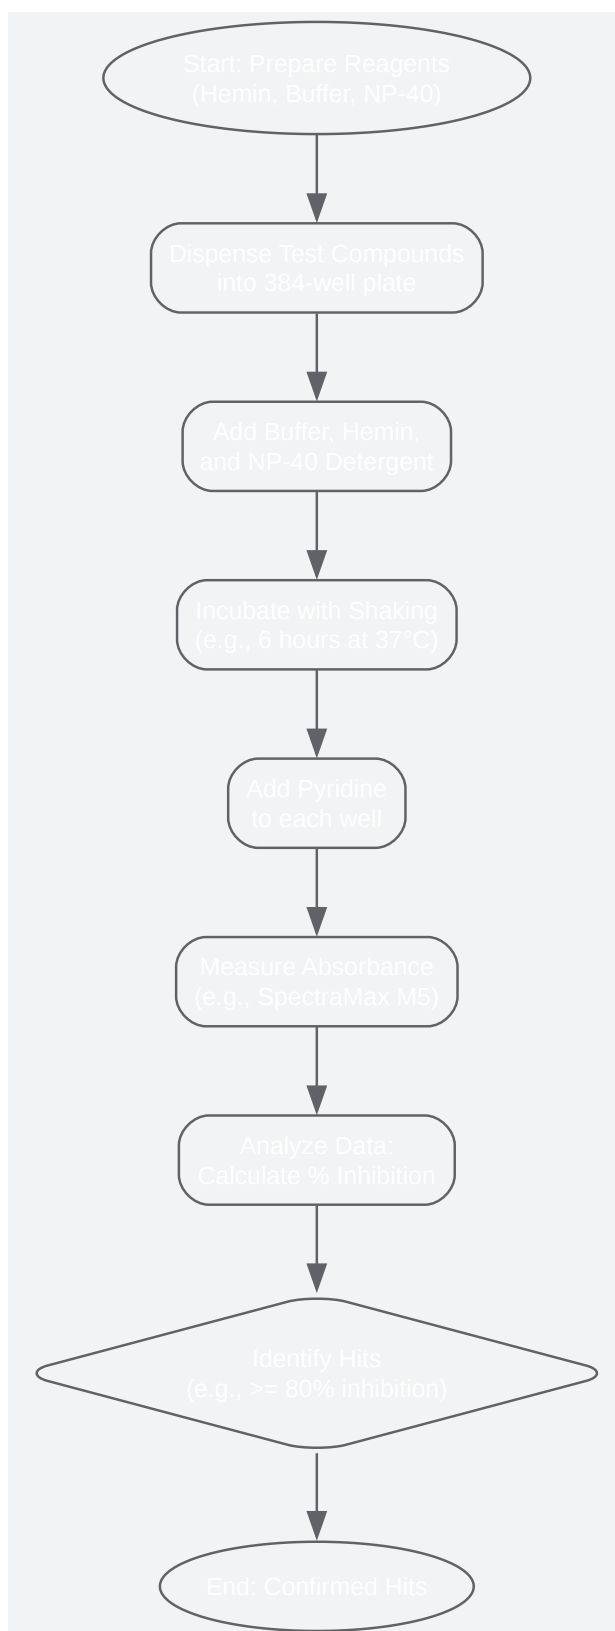 Start: Prepare Reagents
(Hemin, Buffer, NP-40)
Dispense Test Compounds
into 384-well plate
Add Buffer, Hemin,
and NP-40 Detergent
Incubate with Shaking
(e.g., 6 hours at 37°C)
Add Pyridine
to each well
Measure Absorbance
(e.g., SpectraMax M5)
Analyze Data:
Calculate % Inhibition
Identify Hits
(e.g., >= 80% inhibition)
End: Confirmed Hits